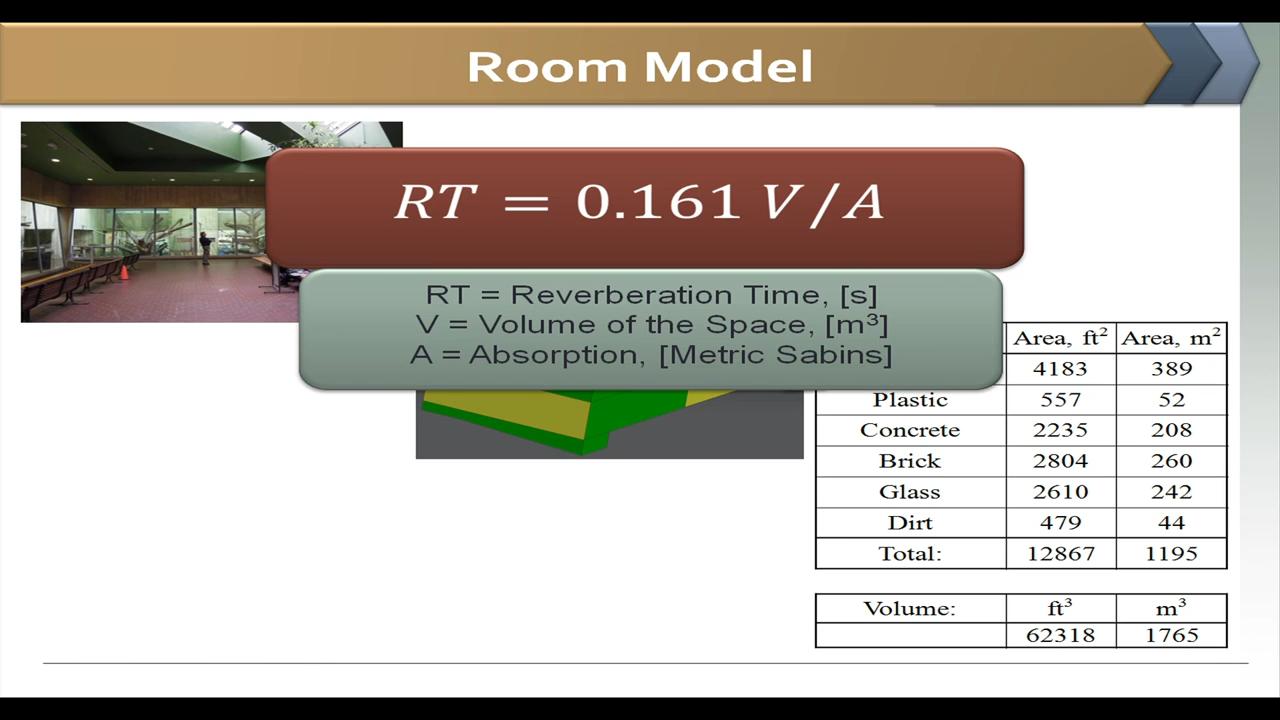 Room Model
RT = 0.161 V/A
RT = Reverberation Time, [s]
V = Volume of the Space, [m³]
A = Absorption, [Metric Sabins]
Area, ft² Area, m²
4183 389
Plastic 557 52
Concrete 2235 208
Brick 2804 260
Glass 2610 242
Dirt 479 44
Total: 12867 1195
Volume: ft³ m³
62318 1765